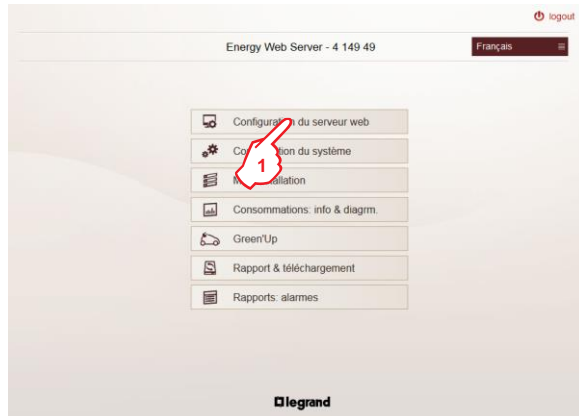 logout
Energy Web Server - 4 149 49
Français
Configuration du serveur web
du système
1
Consommations: info & diagrm.
Green'Up
Rapport & téléchargement
Rapports: alarmes
legrand